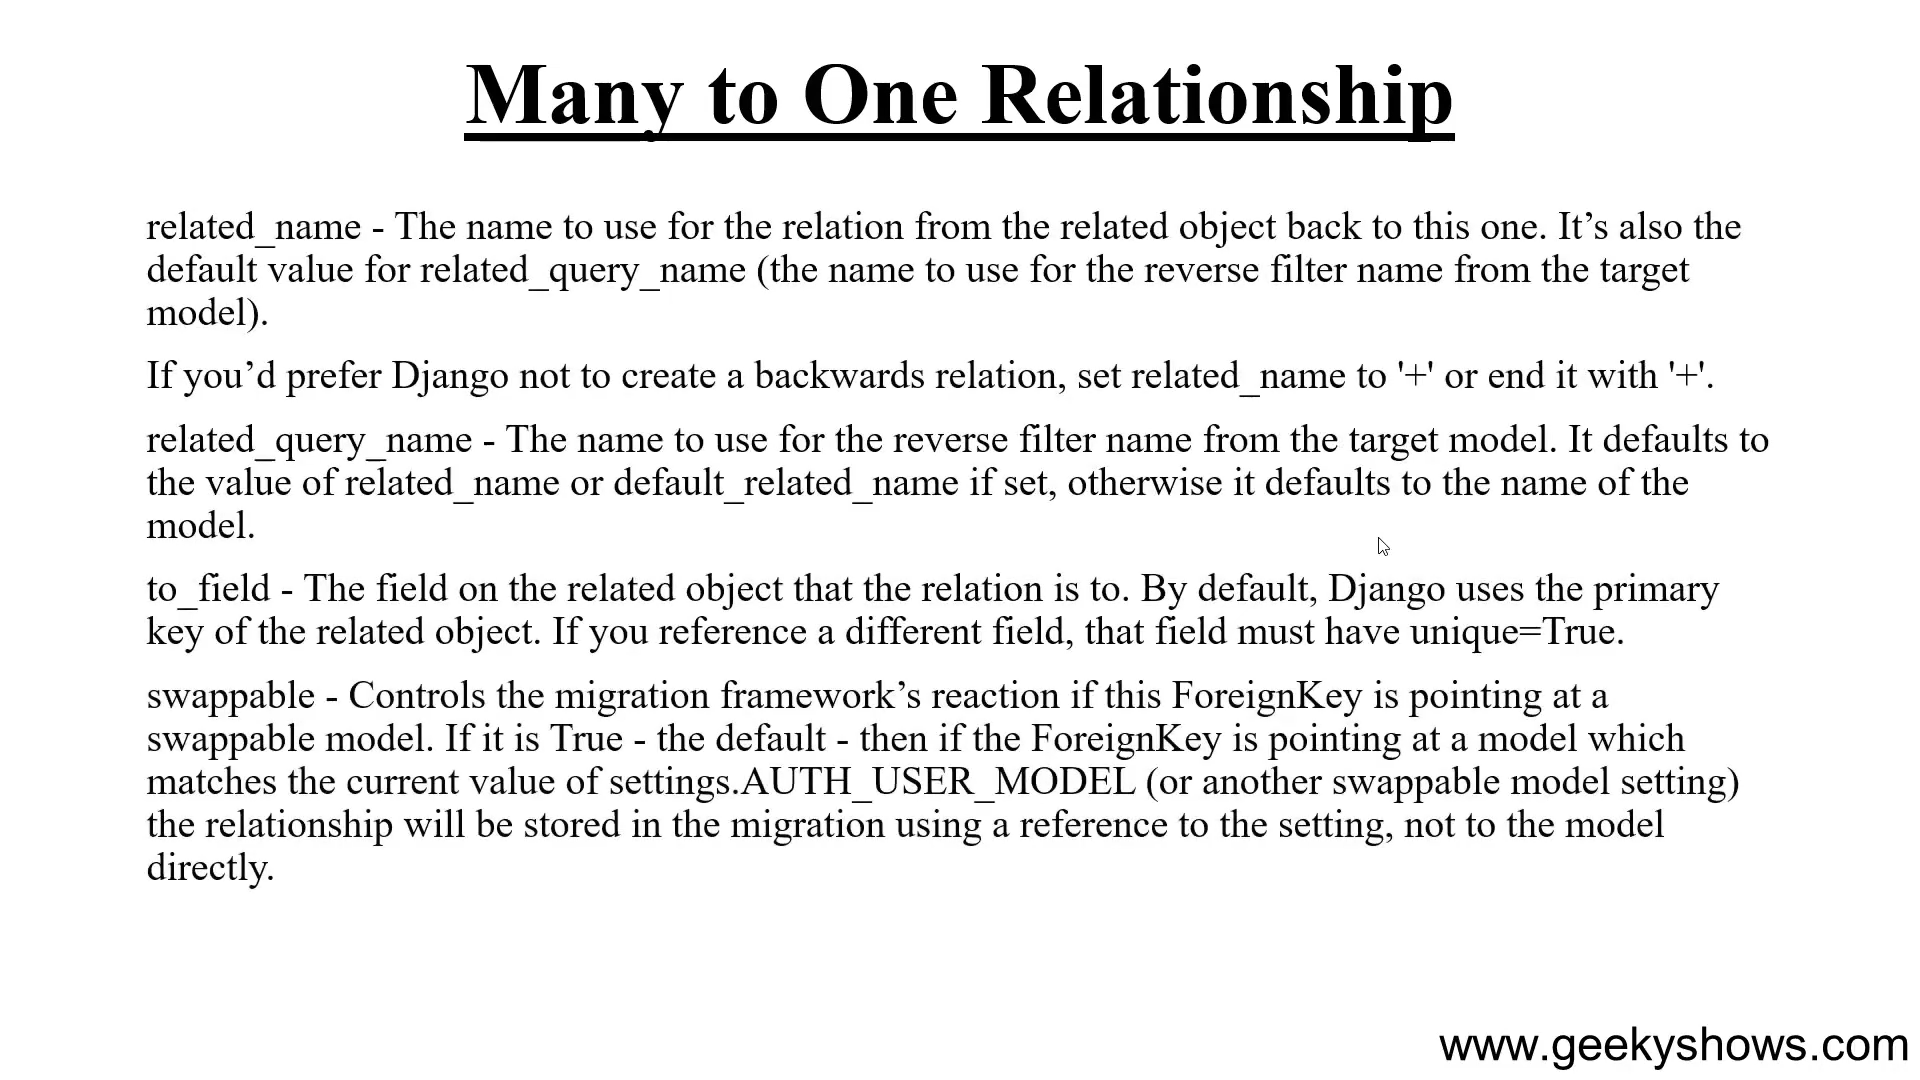 Many to One Relationship
related_name - The name to use for the relation from the related object back to this one. It’s also the
default value for related_query_name (the name to use for the reverse filter name from the target
model).
If you’d prefer Django not to create a backwards relation, set related_name to '+' or end it with '+'.
related_query_name - The name to use for the reverse filter name from the target model. It defaults to
the value of related_name or default_related_name if set, otherwise it defaults to the name of the
model.
to_field - The field on the related object that the relation is to. By default, Django uses the primary
key of the related object. If you reference a different field, that field must have unique=True.
swappable - Controls the migration framework’s reaction if this ForeignKey is pointing at a
swappable model. If it is True - the default - then if the ForeignKey is pointing at a model which
matches the current value of settings.AUTH_USER_MODEL (or another swappable model setting)
the relationship will be stored in the migration using a reference to the setting, not to the model
directly.
www.geekyshows.com